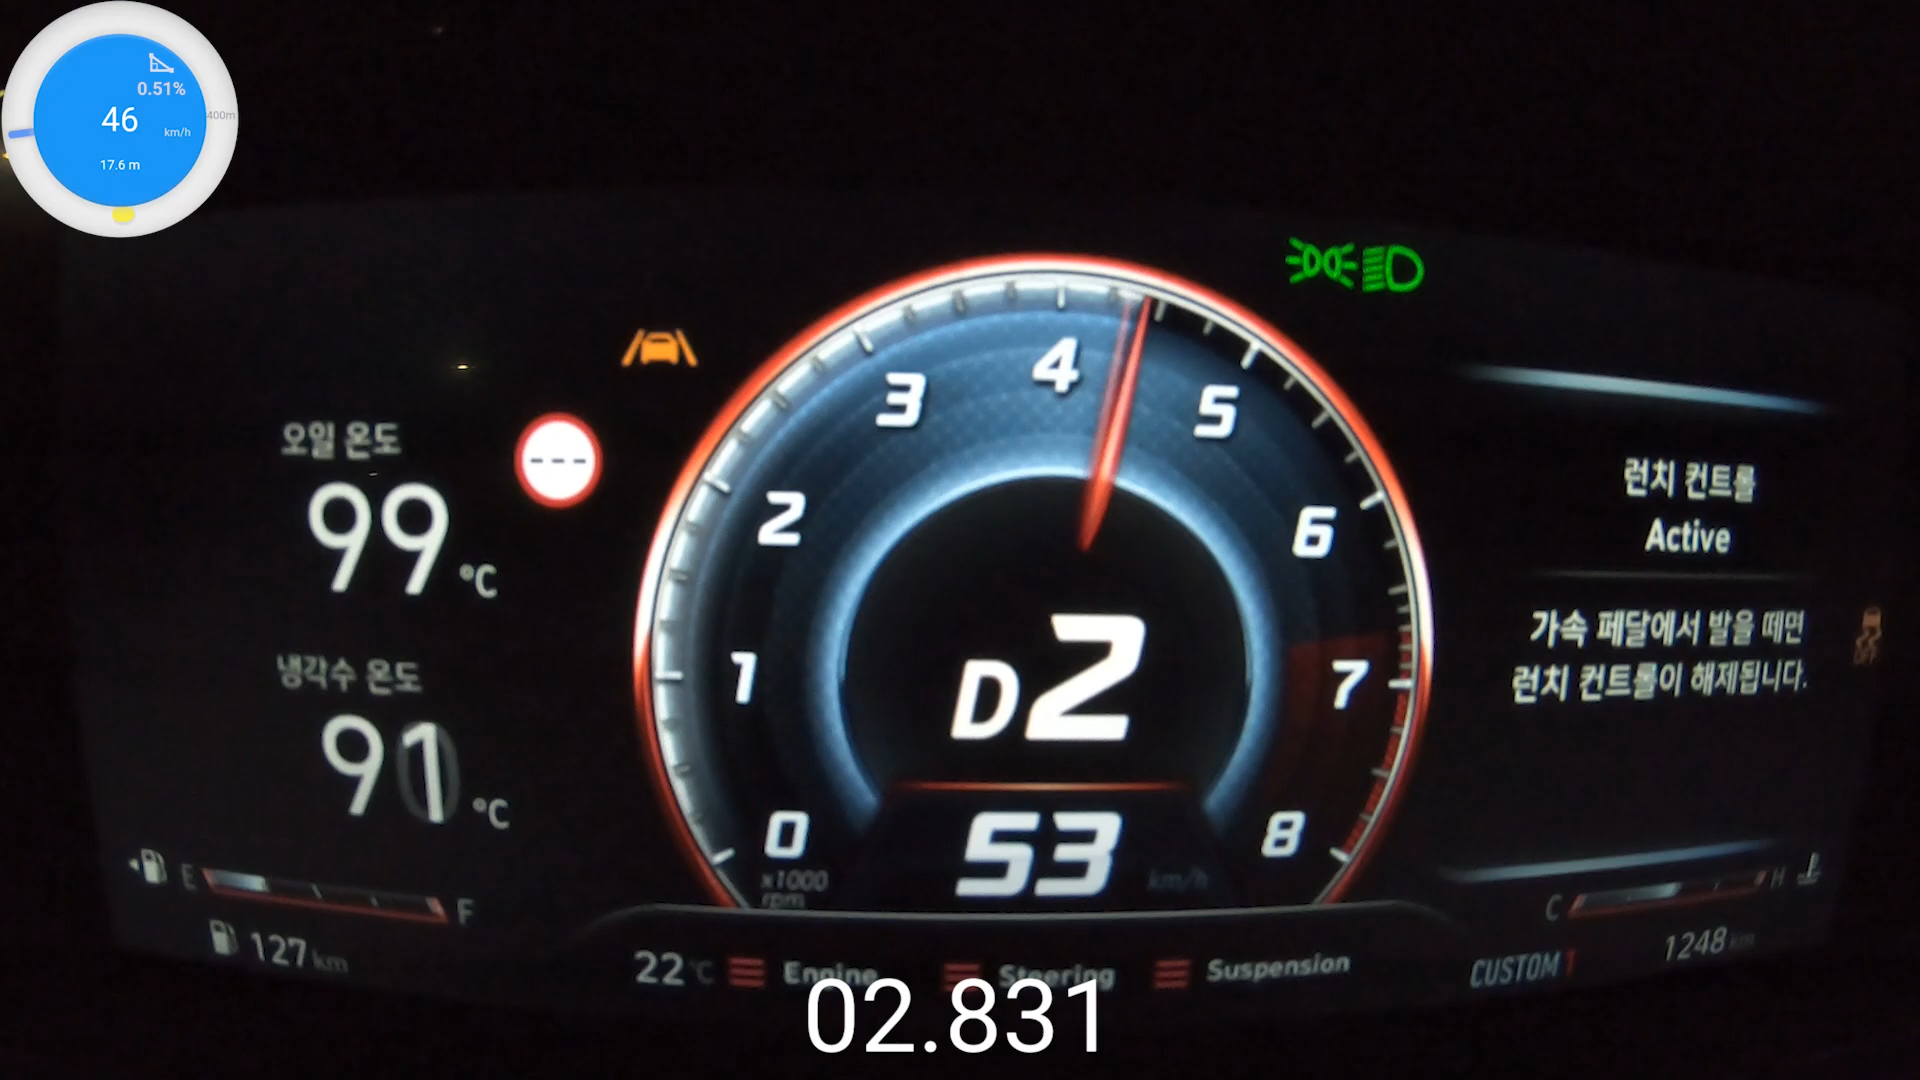 0.51%
400m
46
km/h
17.6 m
오일 온도
99 °C
냉각수 온도
91 °C
E
F
127 km
0
1
2
3
4
5
6
7
8
x1000
rpm
D2
53 km/h
런치 컨트롤
Active
가속 페달에서 발을 떼면
런치 컨트롤이 해제됩니다.
OFF
C
H
22°C
Engine
Steering
Suspension
CUSTOM 1
1248 km
02.831